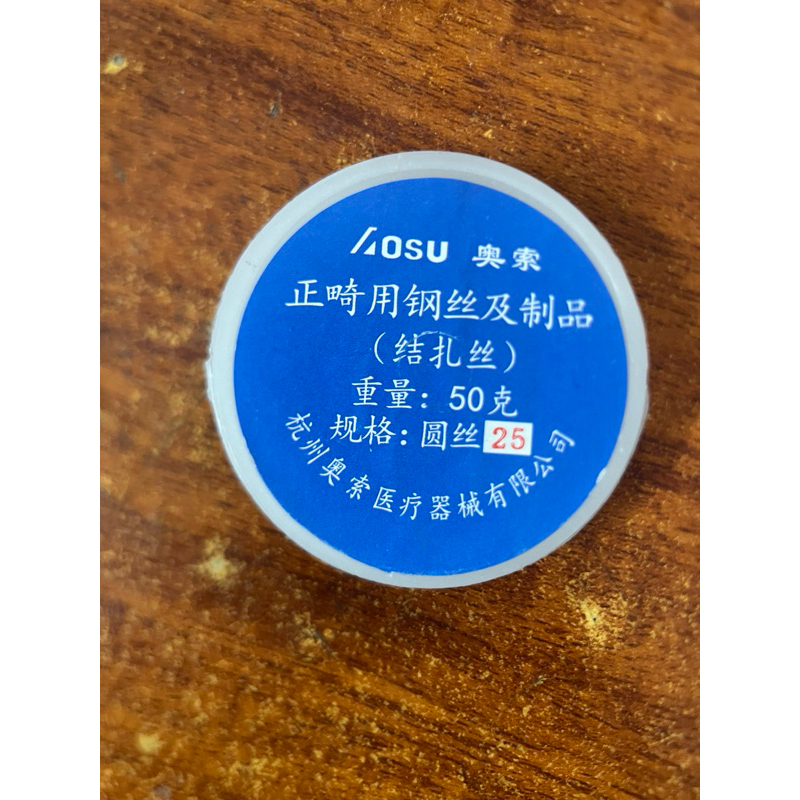 AOSU 奥索
正畸用钢丝及制品
（结扎丝）
重量：50克
规格：圆丝 25
杭州奥索医疗器械有限公司